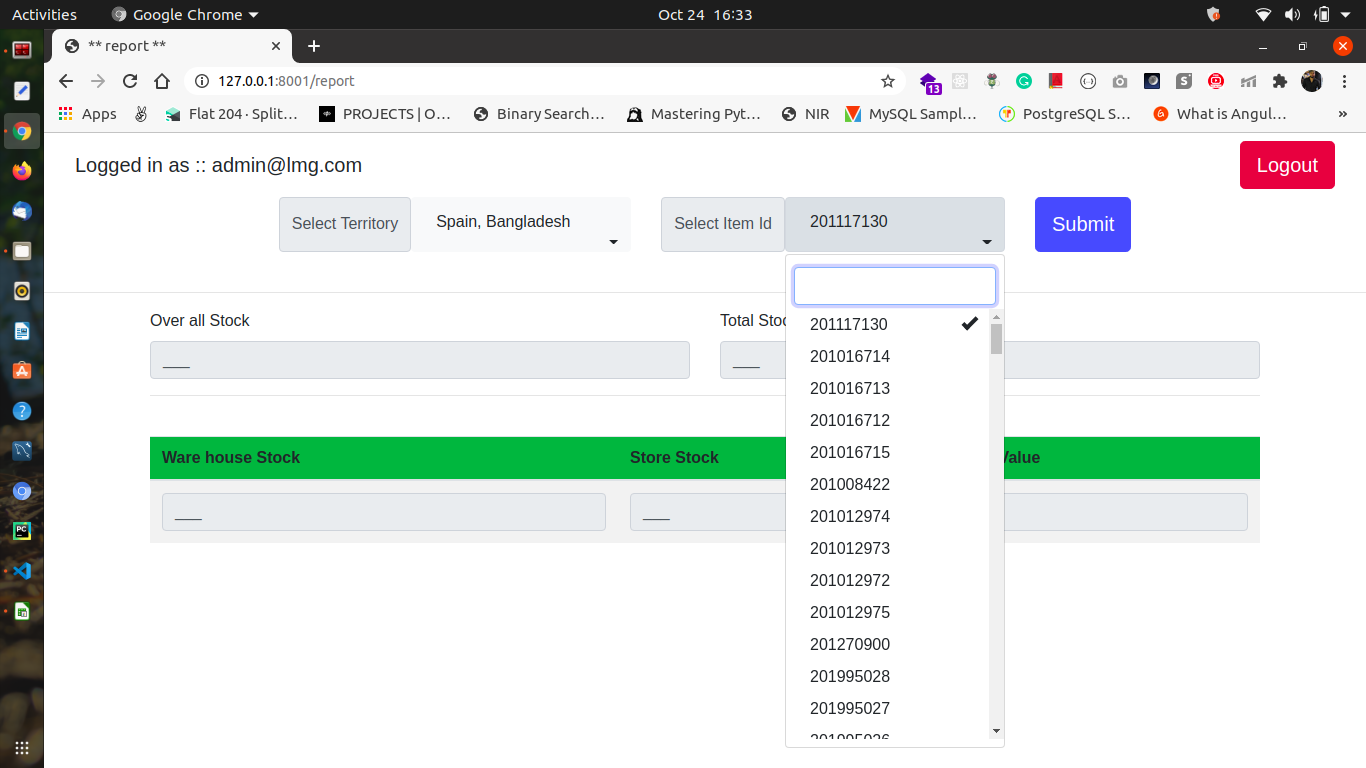 Activities Google Chrome Oct 24 16:33
** report **
127.0.0.1:8001/report 13
Apps Flat 204 · Split… PROJECTS | O… Binary Search… Mastering Pyt… NIR MySQL Sampl… PostgreSQL S… What is Angul… »
Logged in as :: admin@lmg.com Logout
Select Territory Spain, Bangladesh Select Item Id 201117130 Submit
Over all Stock Total Stoc
___ ___
Ware house Stock Store Stock Value
___ ___
201117130
201016714
201016713
201016712
201016715
201008422
201012974
201012973
201012972
201012975
201270900
201995028
201995027